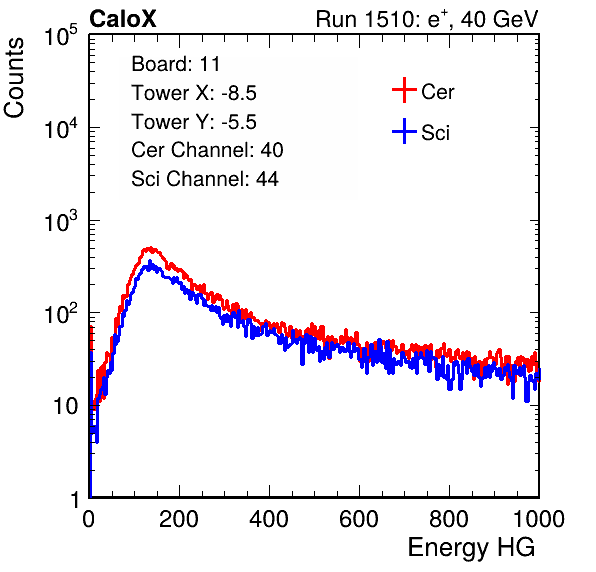 CaloX Run 1510: e⁺, 40 GeV
Counts
10⁵
10⁴
10³
10²
10
1
Board: 11
Tower X: -8.5
Tower Y: -5.5
Cer Channel: 40
Sci Channel: 44
Cer
Sci
0 200 400 600 800 1000
Energy HG